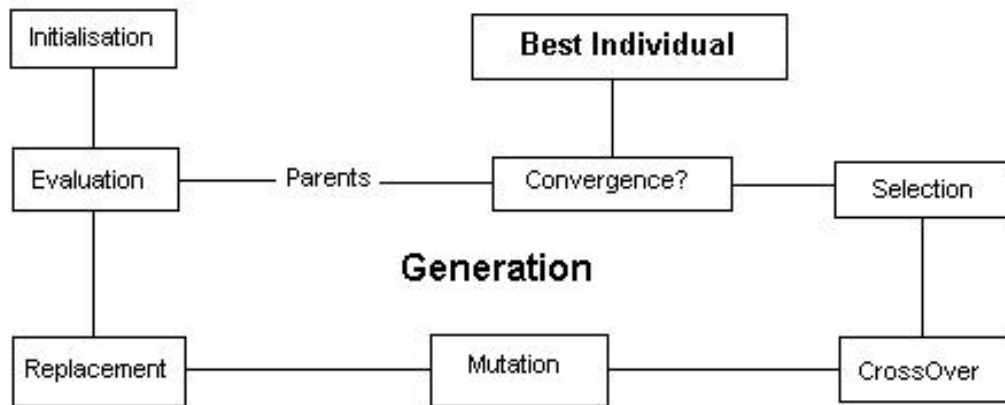 Initialisation
Best Individual
Evaluation
Parents
Convergence?
Selection
Generation
Replacement
Mutation
CrossOver